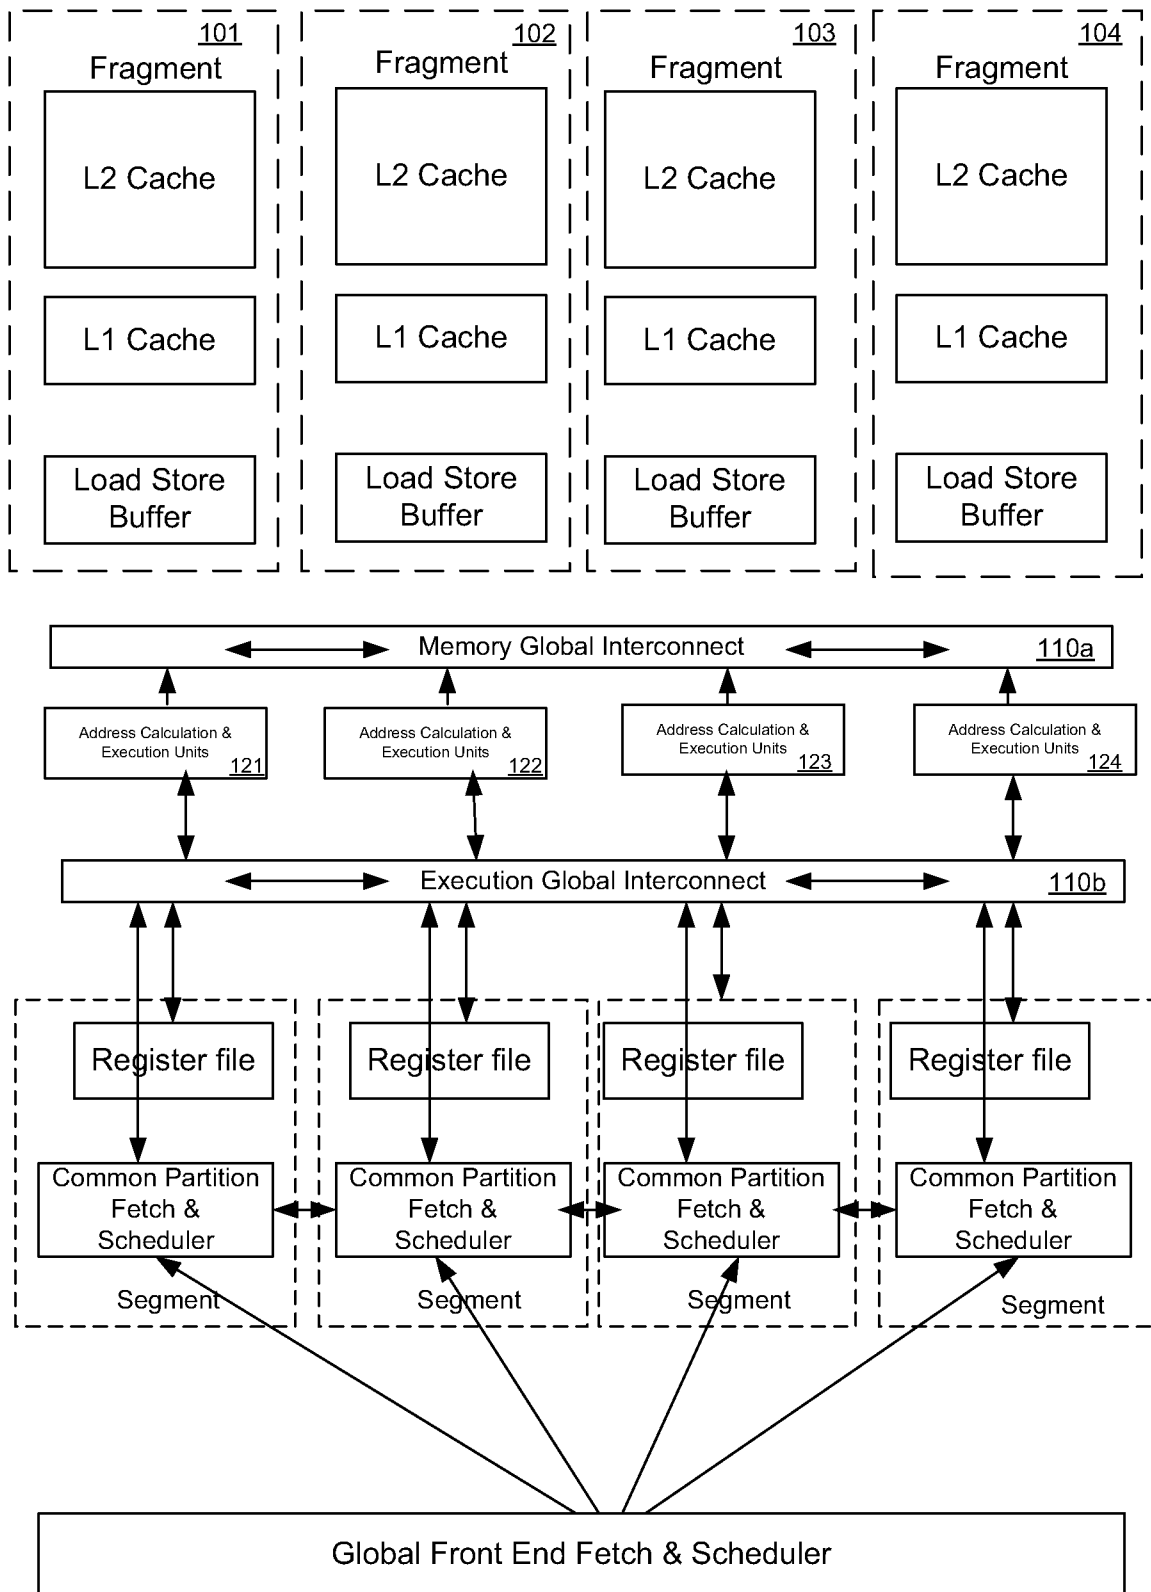 101
Fragment
L2 Cache
L1 Cache
Load Store
Buffer
102
Fragment
L2 Cache
L1 Cache
Load Store
Buffer
103
Fragment
L2 Cache
L1 Cache
Load Store
Buffer
104
Fragment
L2 Cache
L1 Cache
Load Store
Buffer
Memory Global Interconnect
110a
Address Calculation &
Execution Units
121
Address Calculation &
Execution Units
122
Address Calculation &
Execution Units
123
Address Calculation &
Execution Units
124
Execution Global Interconnect
110b
Register file
Common Partition
Fetch &
Scheduler
Segment
Register file
Common Partition
Fetch &
Scheduler
Segment
Register file
Common Partition
Fetch &
Scheduler
Segment
Register file
Common Partition
Fetch &
Scheduler
Segment
Global Front End Fetch & Scheduler